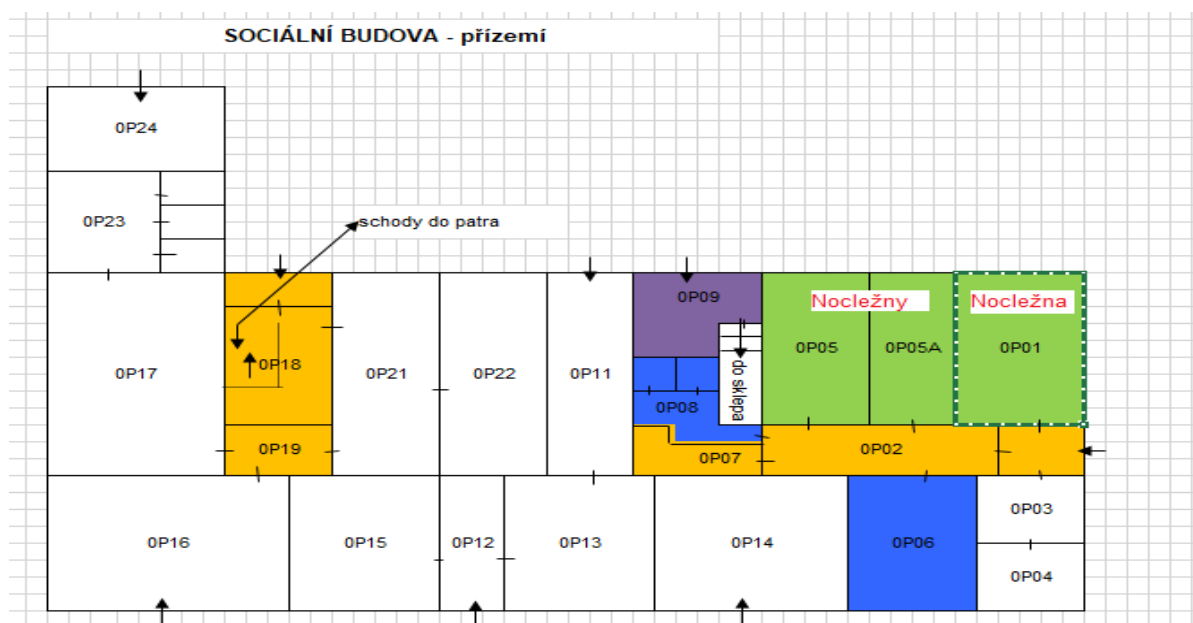 SOCIÁLNÍ BUDOVA - přízemí
0P24
0P23
schody do patra
0P09
Nocležny
Nocležna
0P17
0P18
0P21
0P22
0P11
0P08
do sklepa
0P05
0P05A
0P01
0P19
0P07
0P02
0P16
0P15
0P12
0P13
0P14
0P06
0P03
0P04